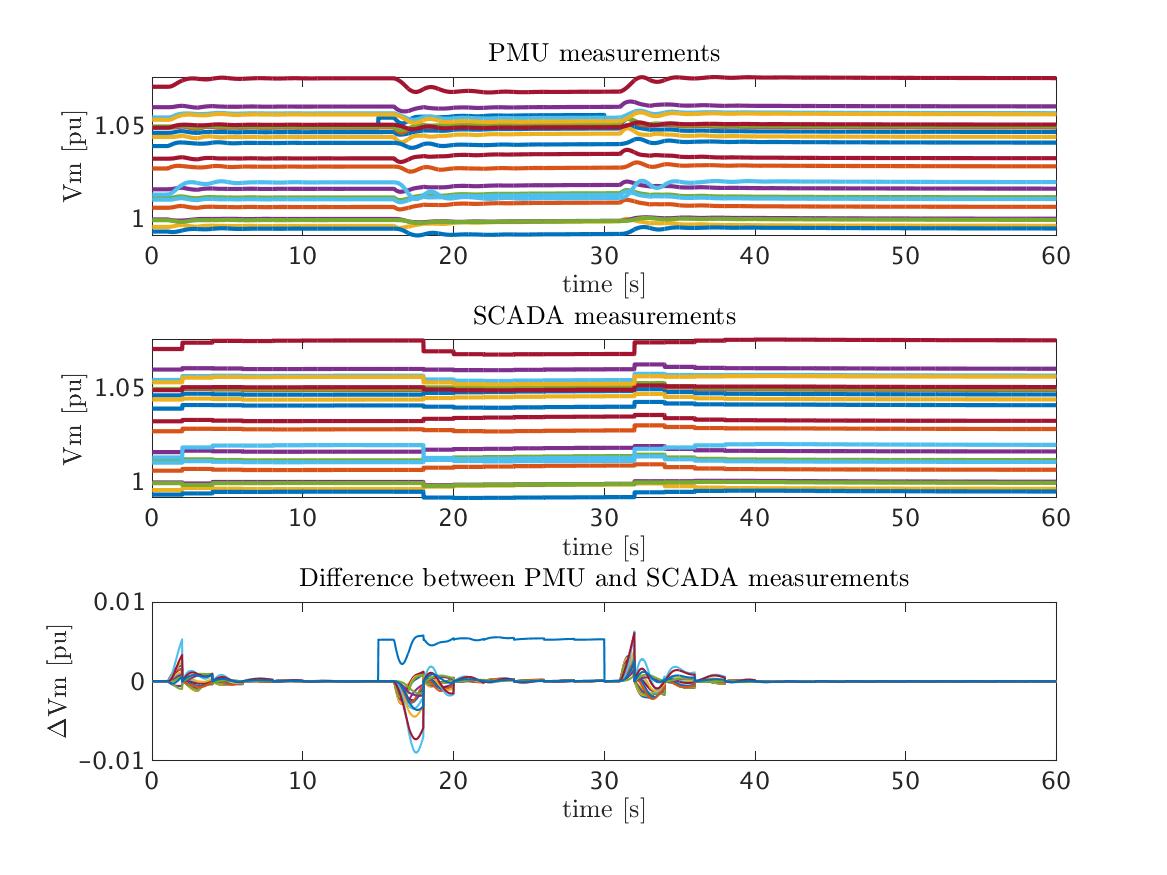 PMU measurements
1.05
1
Vm [pu]
0 10 20 30 40 50 60
time [s]
SCADA measurements
1.05
1
Vm [pu]
0 10 20 30 40 50 60
time [s]
Difference between PMU and SCADA measurements
0.01
0
-0.01
ΔVm [pu]
0 10 20 30 40 50 60
time [s]